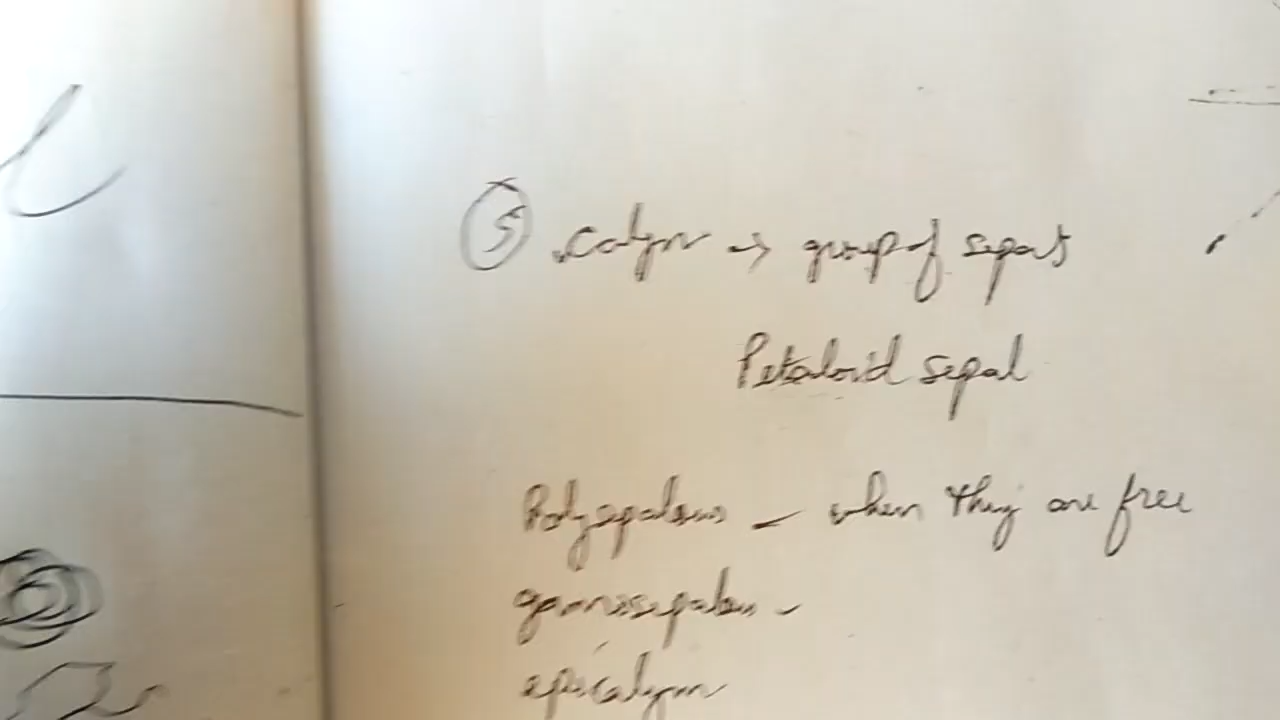 ⑤ Calyx → group of sepals
Petaloid sepal
Polysepalous – when they are free
gamosepalous –
epicalyx